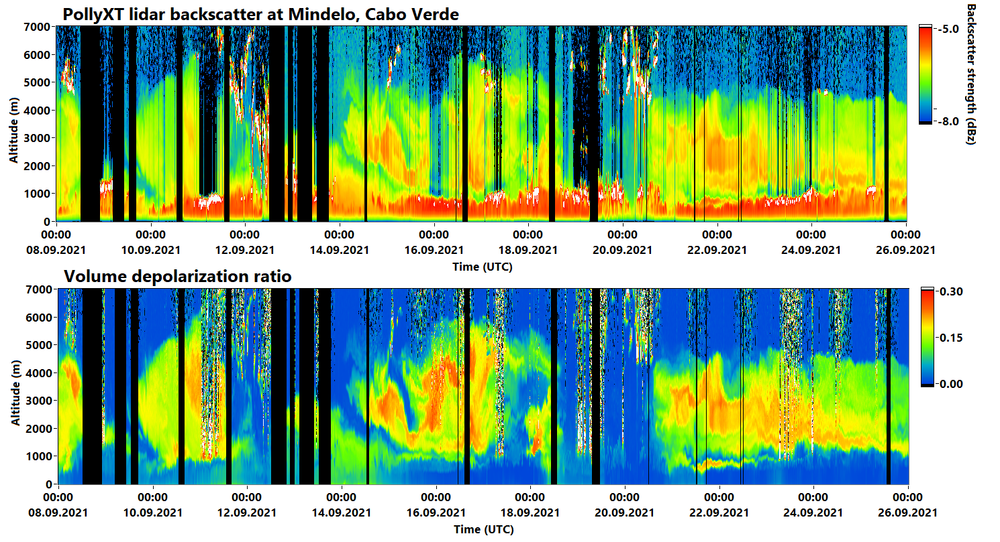 PollyXT lidar backscatter at Mindelo, Cabo Verde
7000
6000
5000
4000
3000
2000
1000
0
Altitude (m)
00:00 00:00 00:00 00:00 00:00 00:00 00:00 00:00 00:00 00:00
08.09.2021 10.09.2021 12.09.2021 14.09.2021 16.09.2021 18.09.2021 20.09.2021 22.09.2021 24.09.2021 26.09.2021
Time (UTC)
-5.0
-8.0
Backscatter strength (dBz)
Volume depolarization ratio
7000
6000
5000
4000
3000
2000
1000
0
Altitude (m)
00:00 00:00 00:00 00:00 00:00 00:00 00:00 00:00 00:00 00:00
08.09.2021 10.09.2021 12.09.2021 14.09.2021 16.09.2021 18.09.2021 20.09.2021 22.09.2021 24.09.2021 26.09.2021
Time (UTC)
0.30
0.15
0.00